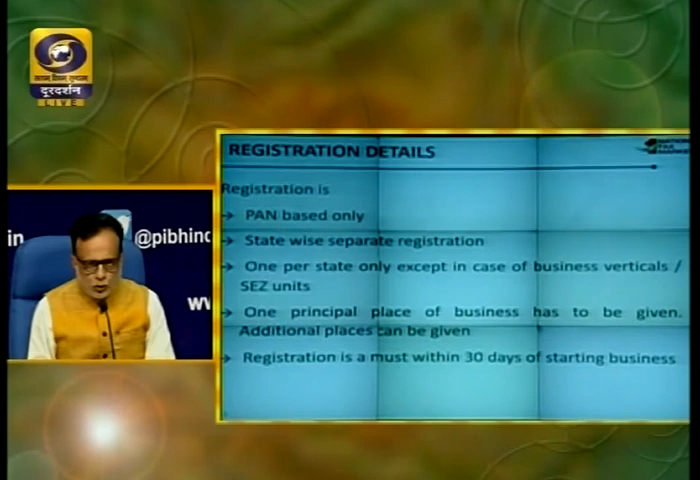 दूरदर्शन
LIVE
in
@pibhind
REGISTRATION DETAILS
Registration is
→ PAN based only
→ State wise separate registration
→ One per state only except in case of business verticals /
SEZ units
→ One principal place of business has to be given.
Additional places can be given
→ Registration is a must within 30 days of starting business